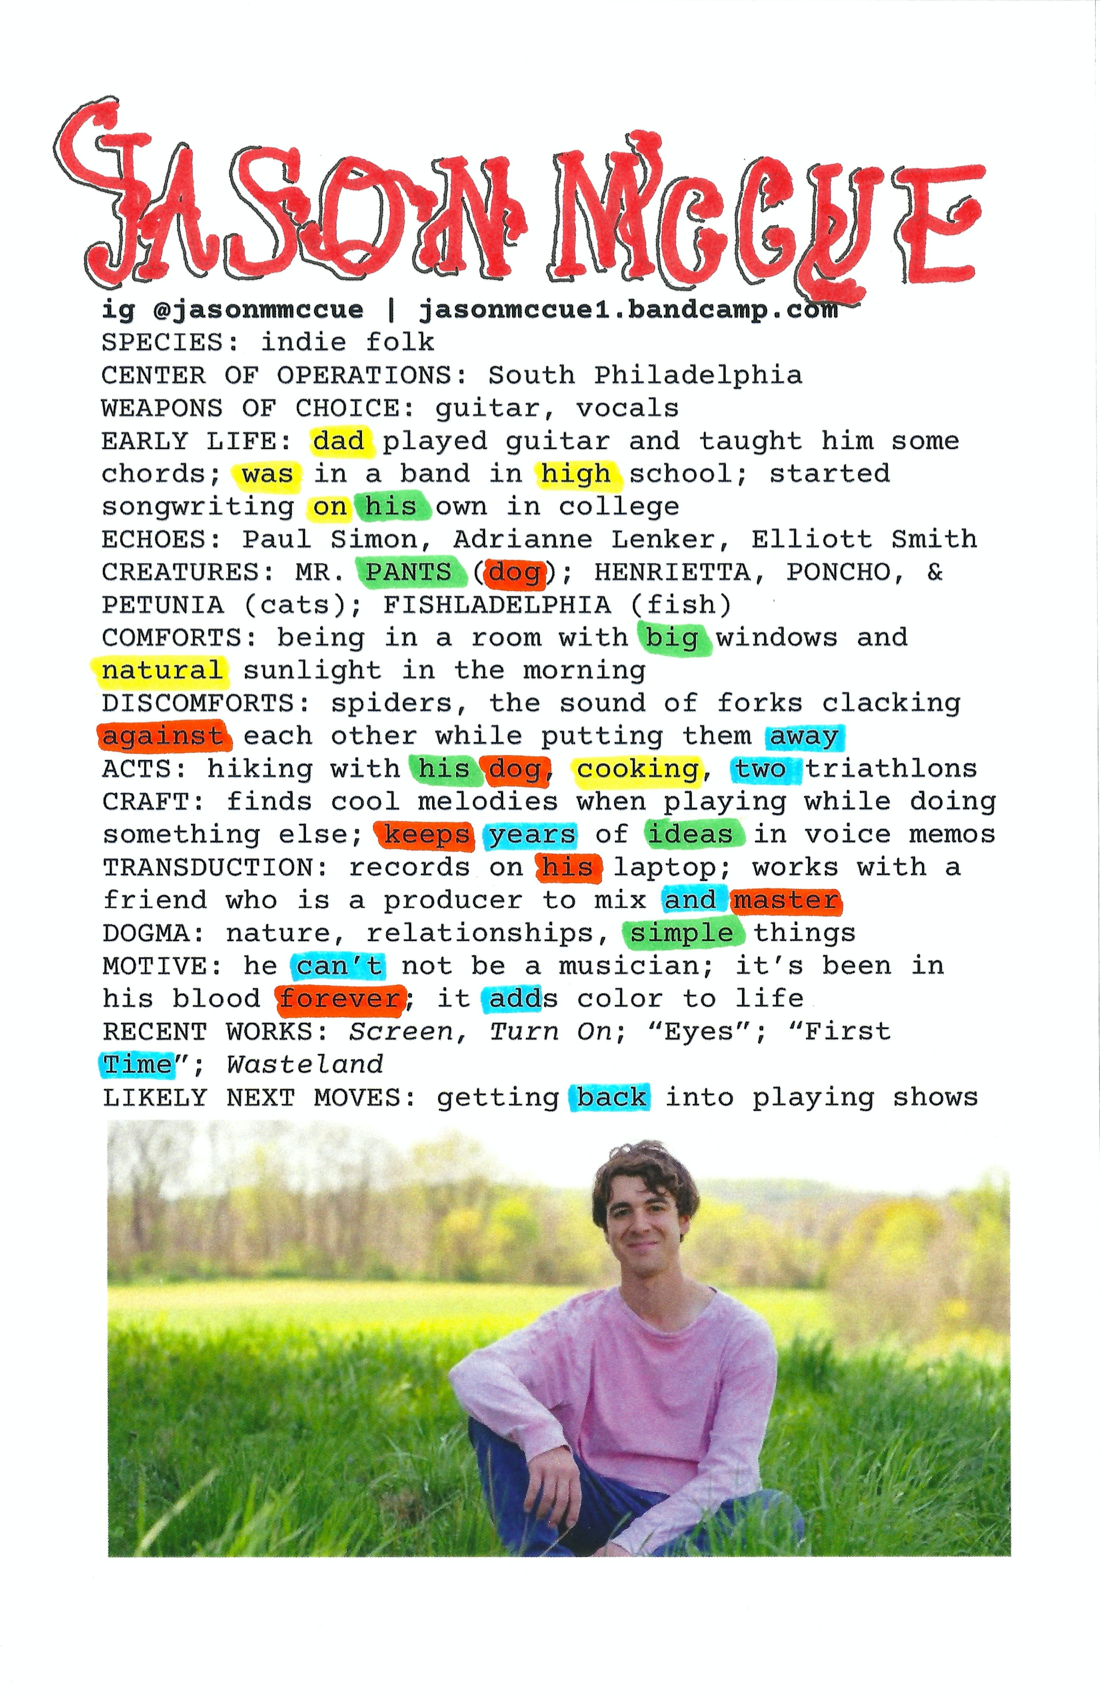 JASON MCCUE
ig @jasonmmccue | jasonmccue1.bandcamp.com
SPECIES: indie folk
CENTER OF OPERATIONS: South Philadelphia
WEAPONS OF CHOICE: guitar, vocals
EARLY LIFE: dad played guitar and taught him some
chords; was in a band in high school; started
songwriting on his own in college
ECHOES: Paul Simon, Adrianne Lenker, Elliott Smith
CREATURES: MR. PANTS (dog); HENRIETTA, PONCHO, &
PETUNIA (cats); FISHLADELPHIA (fish)
COMFORTS: being in a room with big windows and
natural sunlight in the morning
DISCOMFORTS: spiders, the sound of forks clacking
against each other while putting them away
ACTS: hiking with his dog, cooking, two triathlons
CRAFT: finds cool melodies when playing while doing
something else; keeps years of ideas in voice memos
TRANSDUCTION: records on his laptop; works with a
friend who is a producer to mix and master
DOGMA: nature, relationships, simple things
MOTIVE: he can't not be a musician; it's been in
his blood forever; it adds color to life
RECENT WORKS: Screen, Turn On; “Eyes”; “First
Time”; Wasteland
LIKELY NEXT MOVES: getting back into playing shows